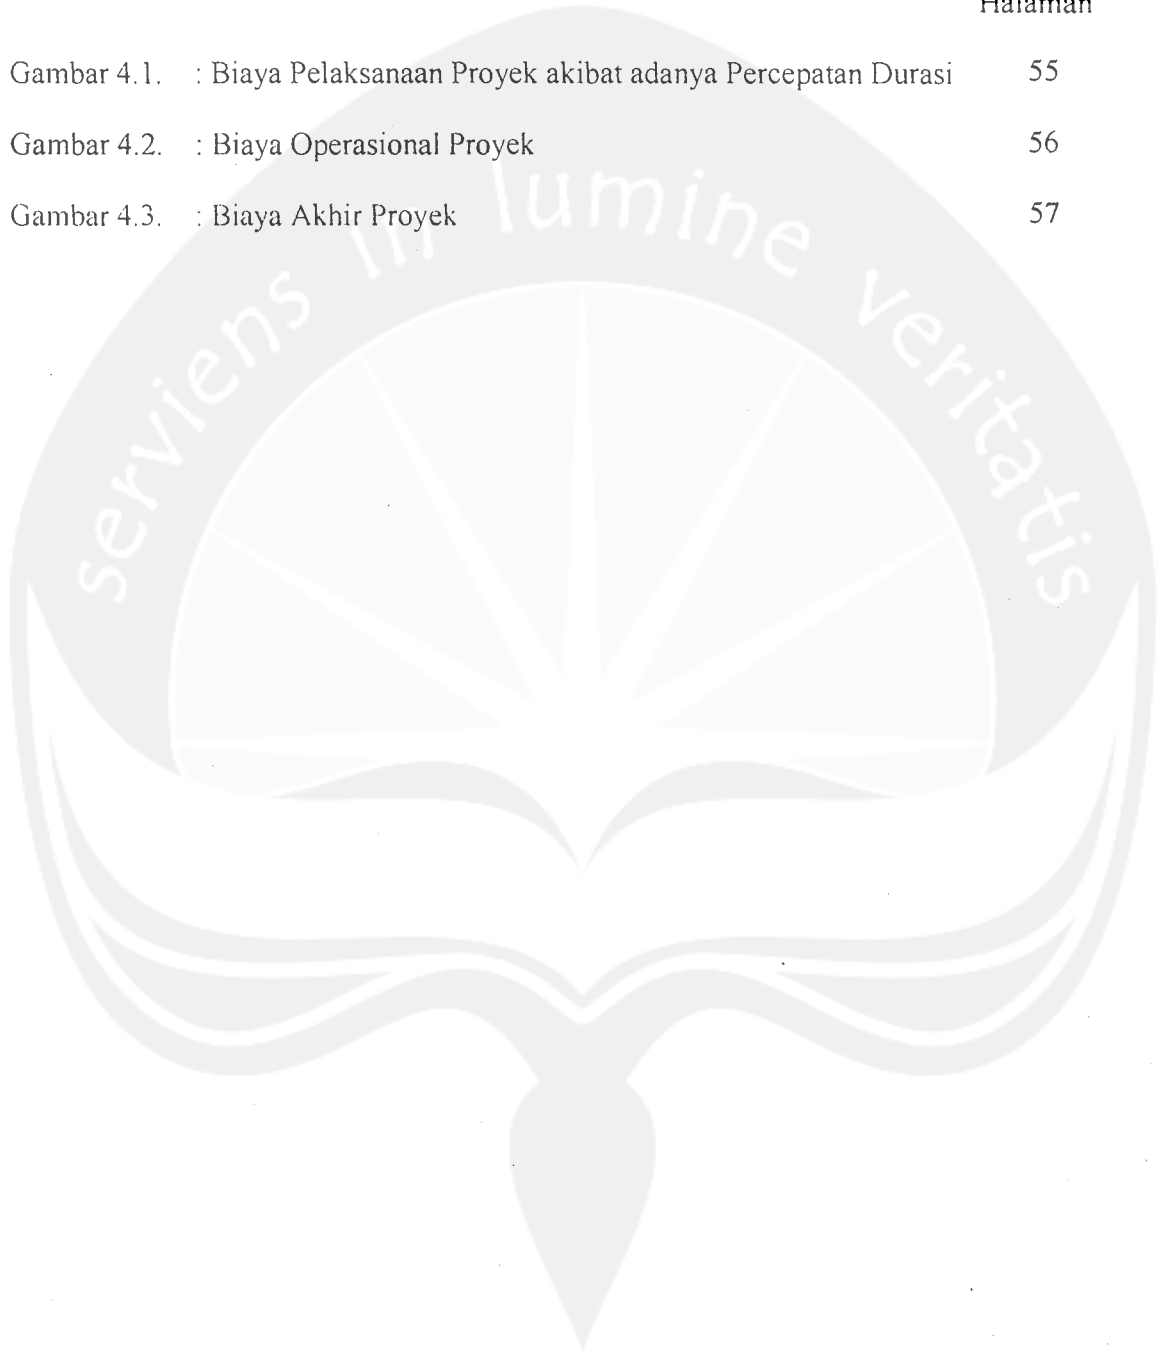 Halaman
Gambar 4.1. : Biaya Pelaksanaan Proyek akibat adanya Percepatan Durasi 55
Gambar 4.2. : Biaya Operasional Proyek 56
Gambar 4.3. : Biaya Akhir Proyek 57
serviens in lumine veritatis